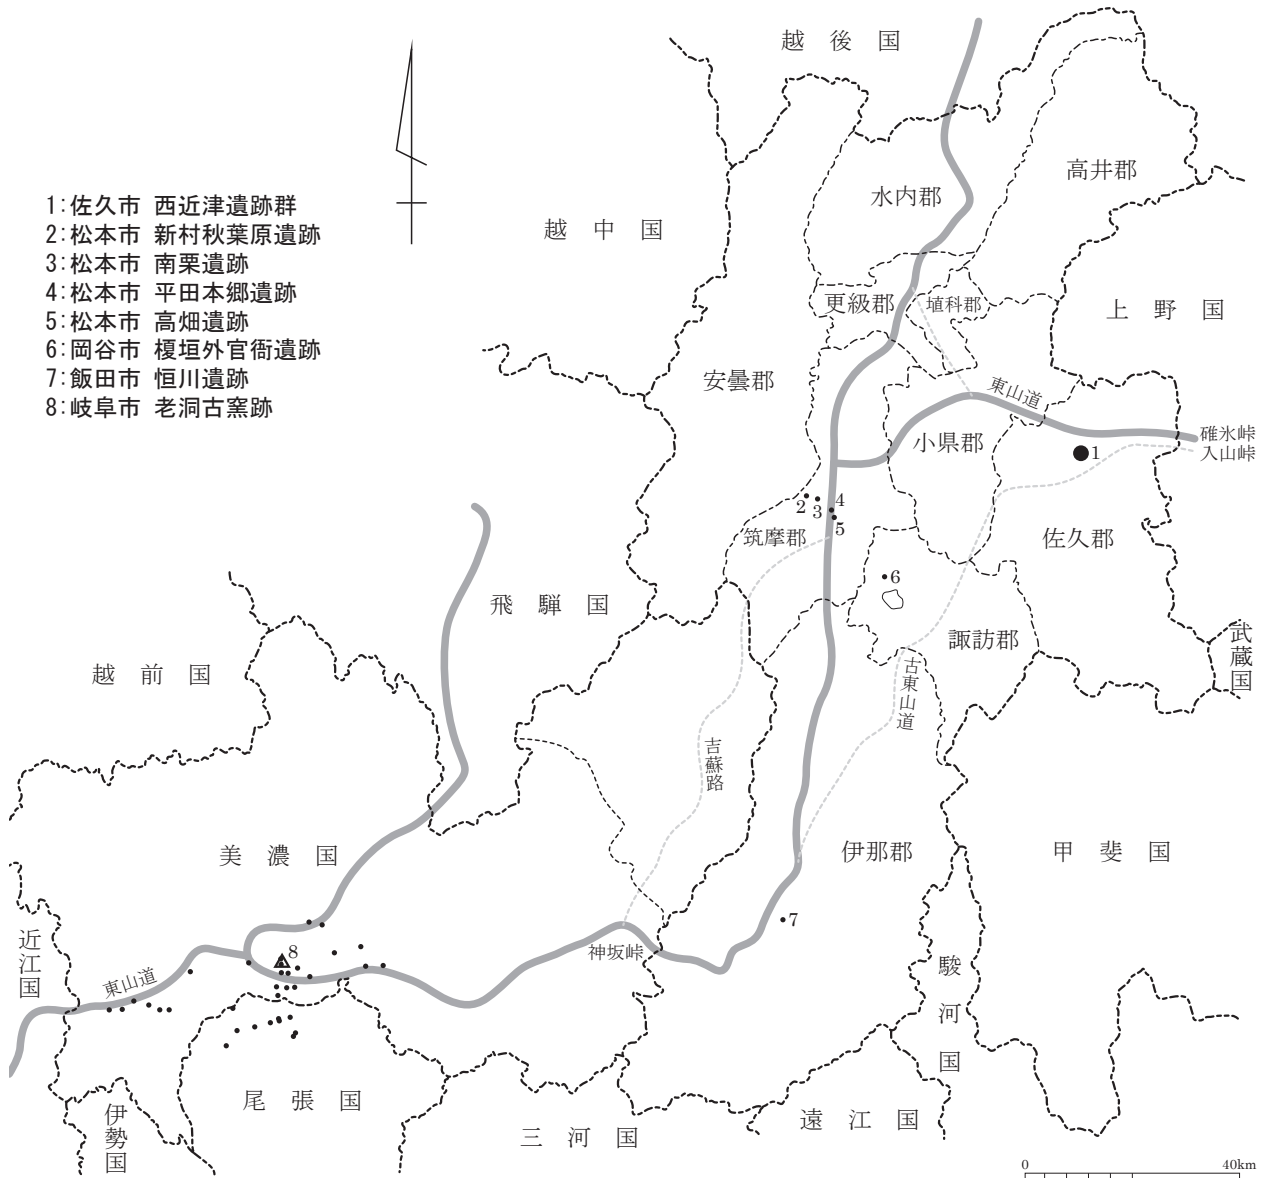 1:佐久市 西近津遺跡群
2:松本市 新村秋葉原遺跡
3:松本市 南栗遺跡
4:松本市 平田本郷遺跡
5:松本市 高畑遺跡
6:岡谷市 榎垣外官衙遺跡
7:飯田市 恒川遺跡
8:岐阜市 老洞古窯跡
越後国
高井郡
水内郡
越中国
更級郡
埴科郡
上野国
安曇郡
東山道
碓氷峠
入山峠
小県郡
1
2
3
4
5
筑摩郡
佐久郡
6
飛騨国
諏訪郡
武蔵国
越前国
古東山道
吉蘇路
美濃国
伊那郡
甲斐国
7
近江国
8
神坂峠
東山道
駿河国
尾張国
伊勢国
三河国
遠江国
0
40km